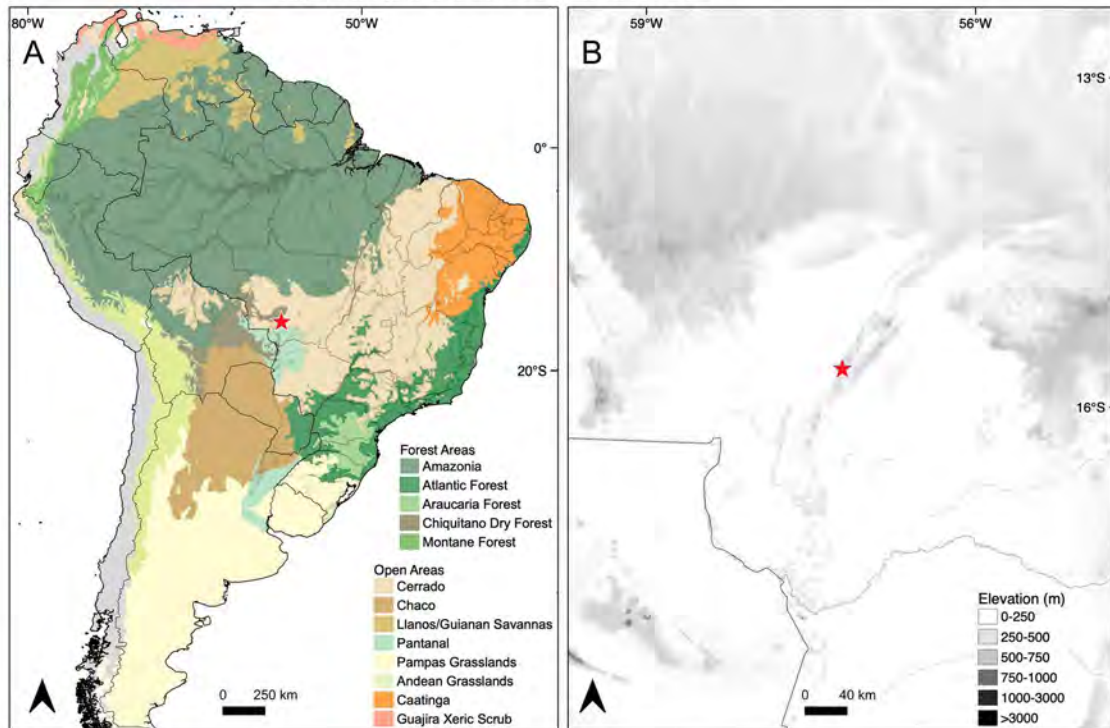 80°W
50°W
A
0°
20°S
Forest Areas
Amazonia
Atlantic Forest
Araucaria Forest
Chiquitano Dry Forest
Montane Forest
Open Areas
Cerrado
Chaco
Llanos/Guianan Savannas
Pantanal
Pampas Grasslands
Andean Grasslands
Caatinga
Guajira Xeric Scrub
0 250 km
59°W
56°W
B
13°S
16°S
Elevation (m)
0-250
250-500
500-750
750-1000
1000-3000
>3000
0 40 km